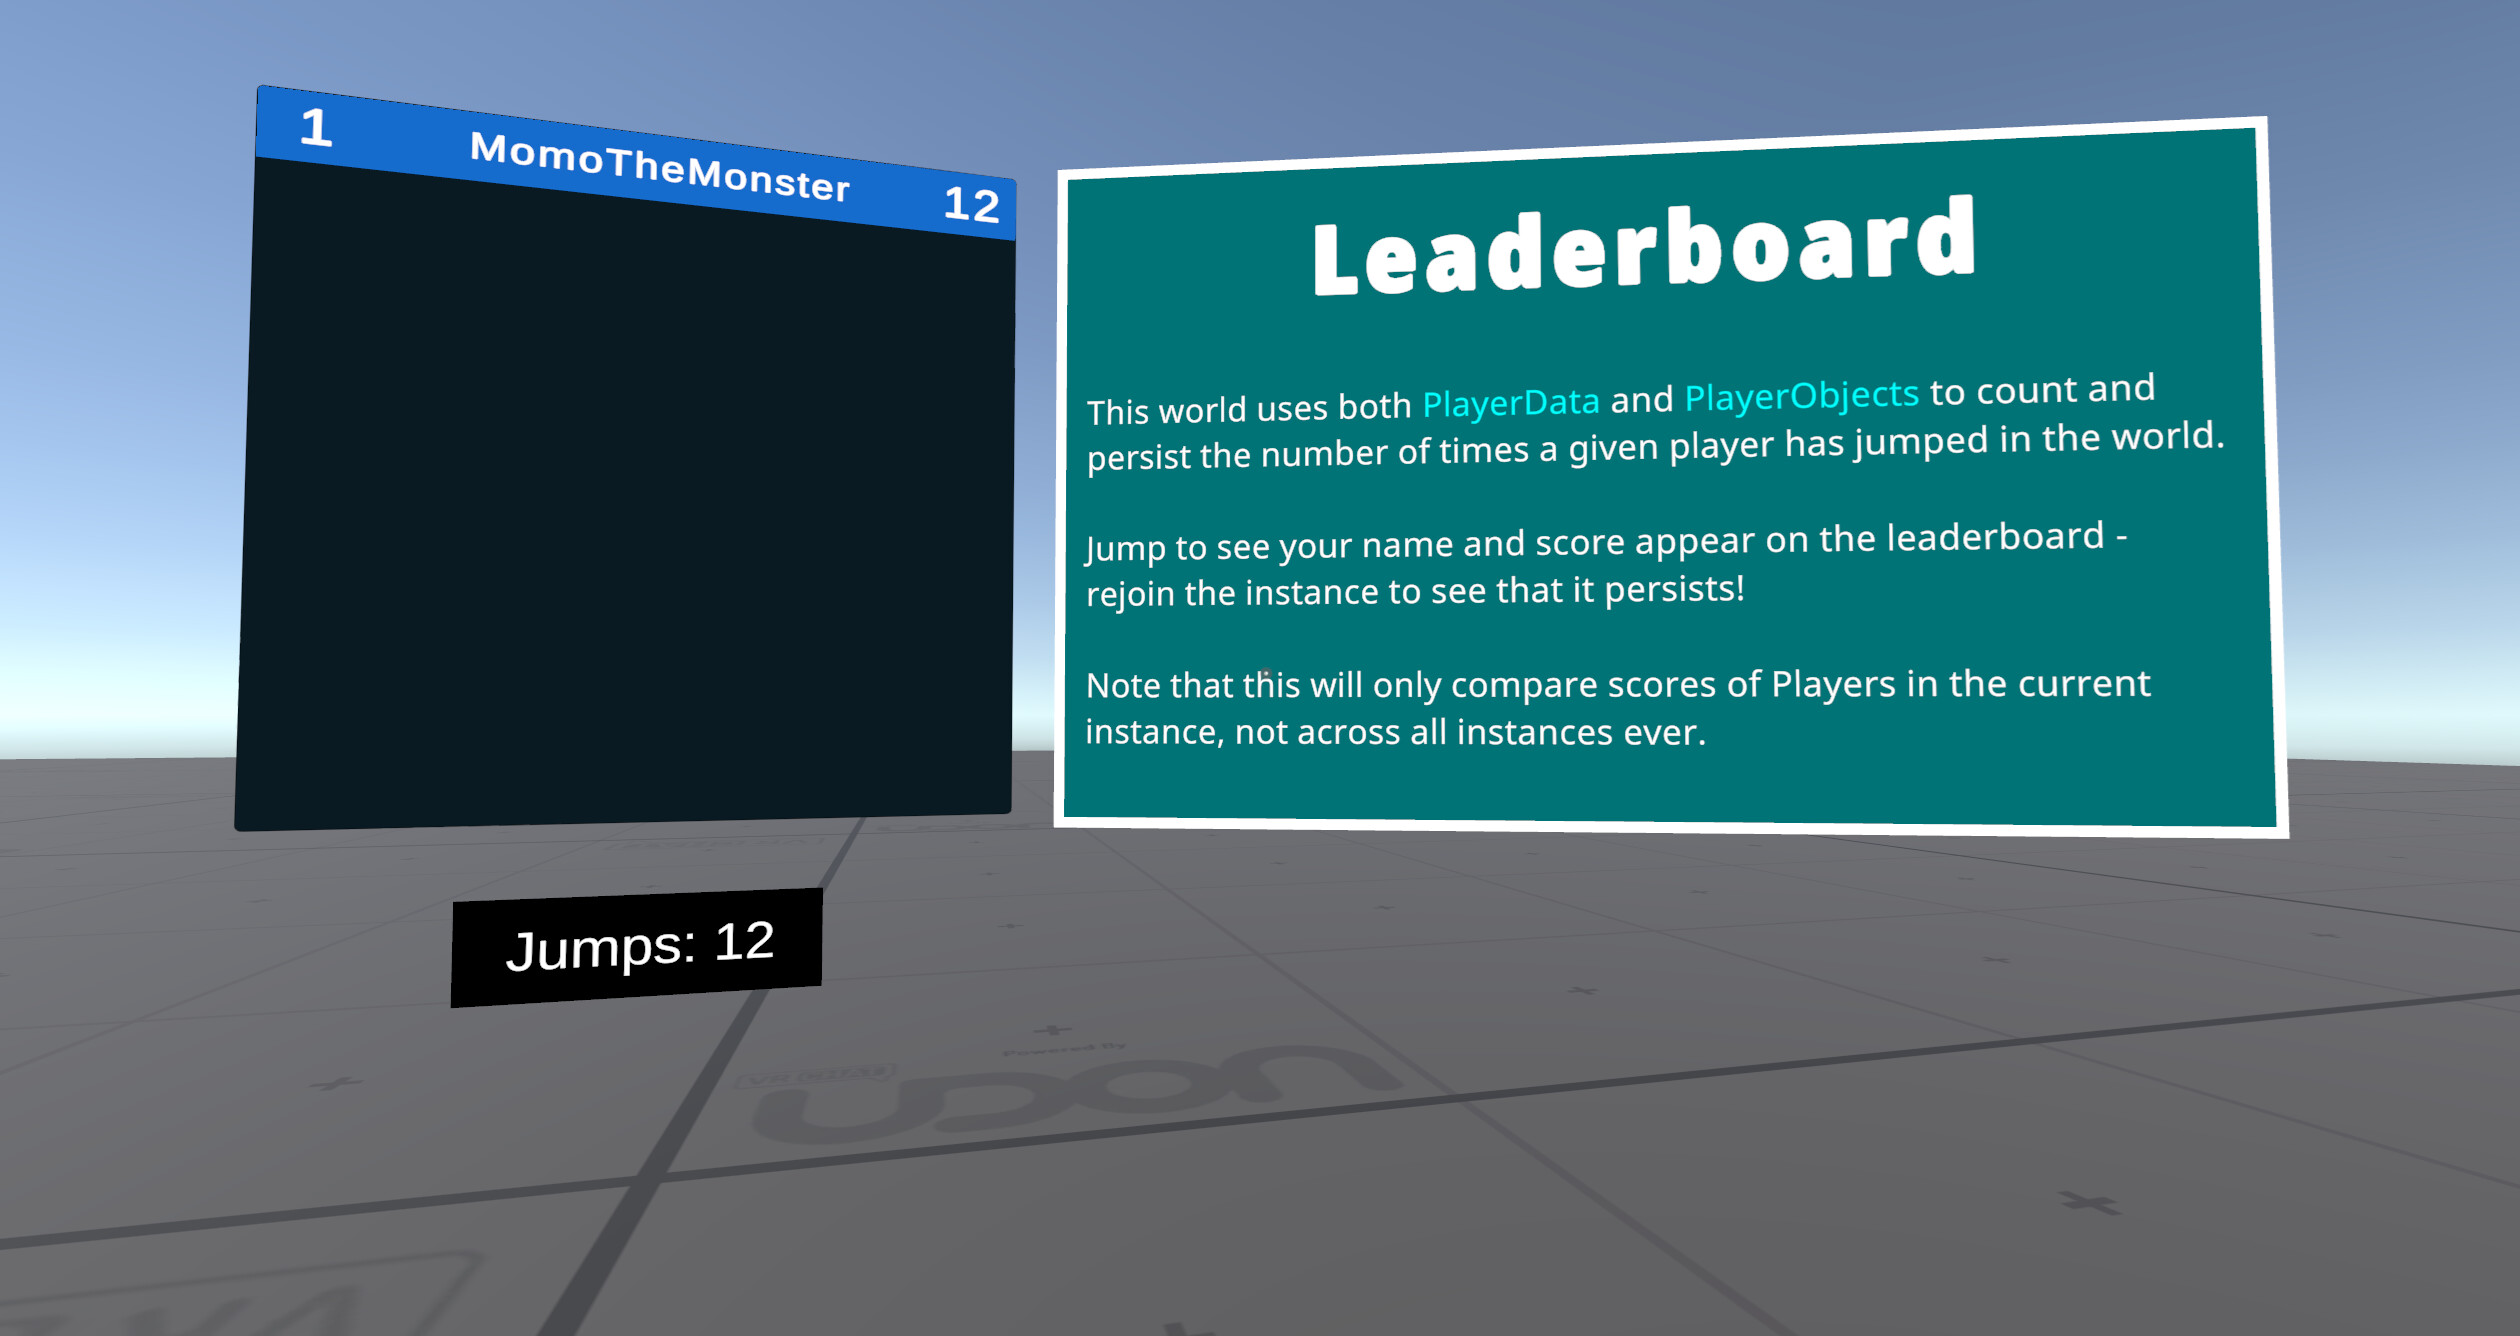 1 MomoTheMonster 12
Leaderboard
This world uses both PlayerData and PlayerObjects to count and
persist the number of times a given player has jumped in the world.
Jump to see your name and score appear on the leaderboard -
rejoin the instance to see that it persists!
Note that this will only compare scores of Players in the current
instance, not across all instances ever.
Jumps: 12
Powered By
udon